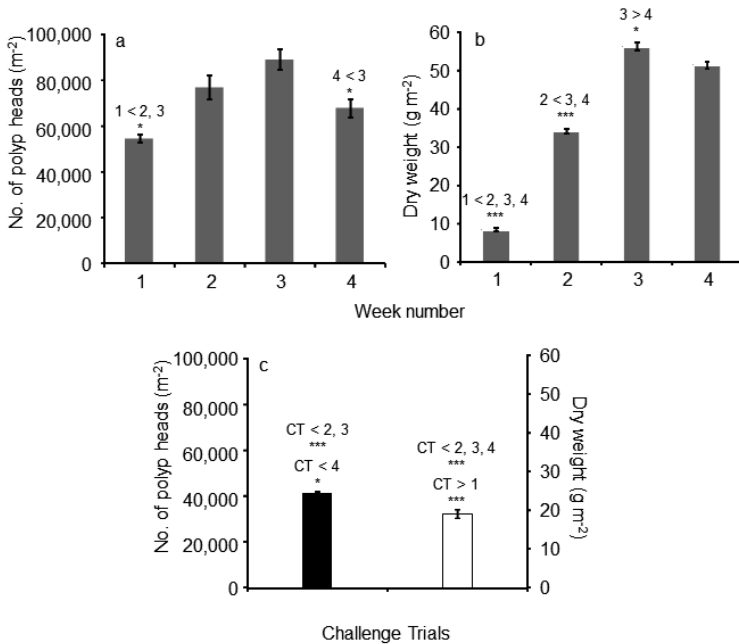 a
No. of polyp heads (m-2)
100,000
80,000
60,000
40,000
20,000
0
1 < 2, 3
*
4 < 3
*
1 2 3 4
b
Dry weight (g m-2)
60
50
40
30
20
10
0
1 < 2, 3, 4
***
2 < 3, 4
***
3 > 4
*
1 2 3 4
Week number
c
No. of polyp heads (m-2)
100,000
80,000
60,000
40,000
20,000
0
CT < 2, 3
***
CT < 4
*
CT < 2, 3, 4
***
CT > 1
***
60
50
40
30
20
10
0
Dry weight (g m-2)
Challenge Trials